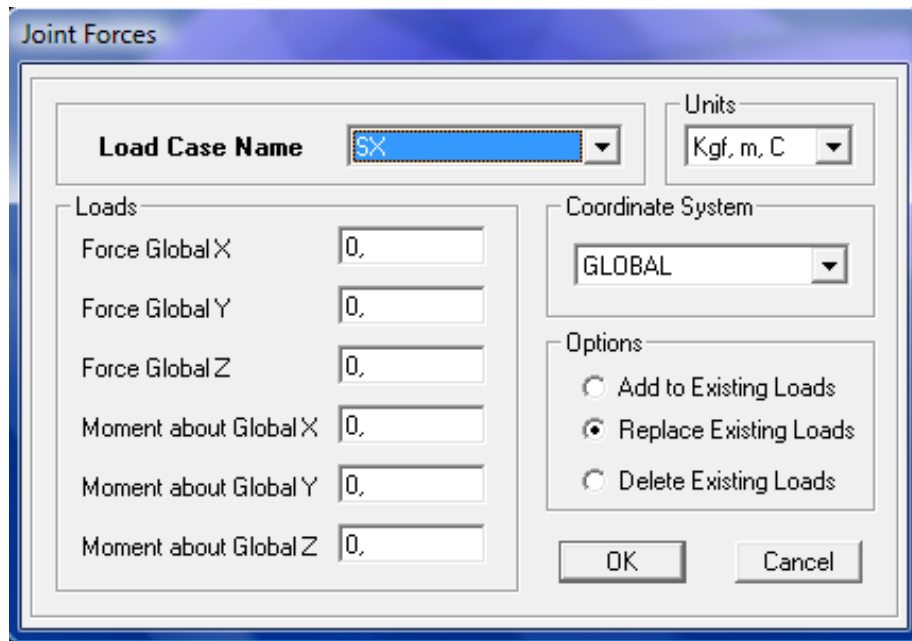 Joint Forces
Load Case Name SX
Units
Kgf, m, C
Loads
Force Global X 0,
Force Global Y 0,
Force Global Z 0,
Moment about Global X 0,
Moment about Global Y 0,
Moment about Global Z 0,
Coordinate System
GLOBAL
Options
Add to Existing Loads
Replace Existing Loads
Delete Existing Loads
OK Cancel